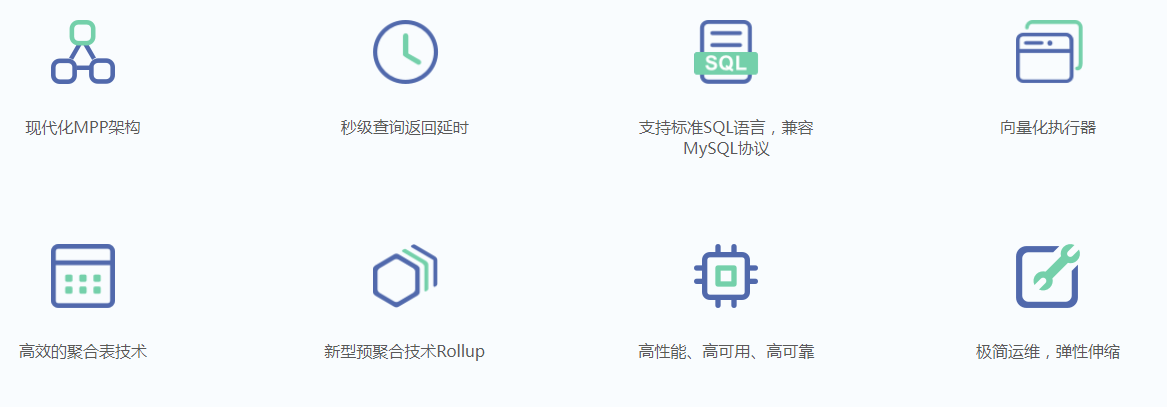 SQL
现代化MPP架构
秒级查询返回延时
支持标准SQL语言，兼容
MySQL协议
向量化执行器
高效的聚合表技术
新型预聚合技术Rollup
高性能、高可用、高可靠
极简运维，弹性伸缩